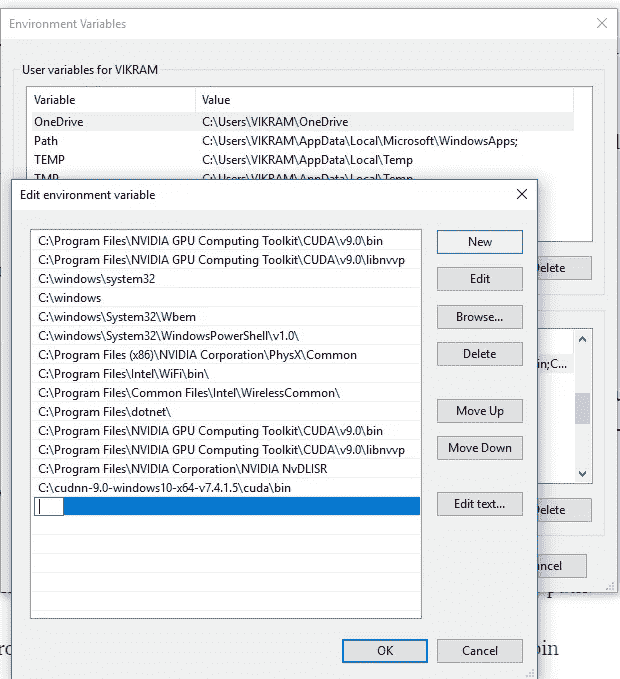 Environment Variables
User variables for VIKRAM
Variable Value
OneDrive C:\Users\VIKRAM\OneDrive
Path C:\Users\VIKRAM\AppData\Local\Microsoft\WindowsApps;
TEMP C:\Users\VIKRAM\AppData\Local\Temp
TMP C:\Users\VIKRAM\AppData\Local\Temp
Edit environment variable
C:\Program Files\NVIDIA GPU Computing Toolkit\CUDA\v9.0\bin
C:\Program Files\NVIDIA GPU Computing Toolkit\CUDA\v9.0\libnvvp
C:\windows\system32
C:\windows
C:\windows\System32\Wbem
C:\windows\System32\WindowsPowerShell\v1.0\
C:\Program Files (x86)\NVIDIA Corporation\PhysX\Common
C:\Program Files\Intel\WiFi\bin\
C:\Program Files\Common Files\Intel\WirelessCommon\
C:\Program Files\dotnet\
C:\Program Files\NVIDIA GPU Computing Toolkit\CUDA\v9.0\bin
C:\Program Files\NVIDIA GPU Computing Toolkit\CUDA\v9.0\libnvvp
C:\Program Files\NVIDIA Corporation\NVIDIA NvDLISR
C:\cudnn-9.0-windows10-x64-v7.4.1.5\cuda\bin
New
Edit
Browse...
Delete
Move Up
Move Down
Edit text...
OK
Cancel
elete
in;C...
elete
ncel
bin